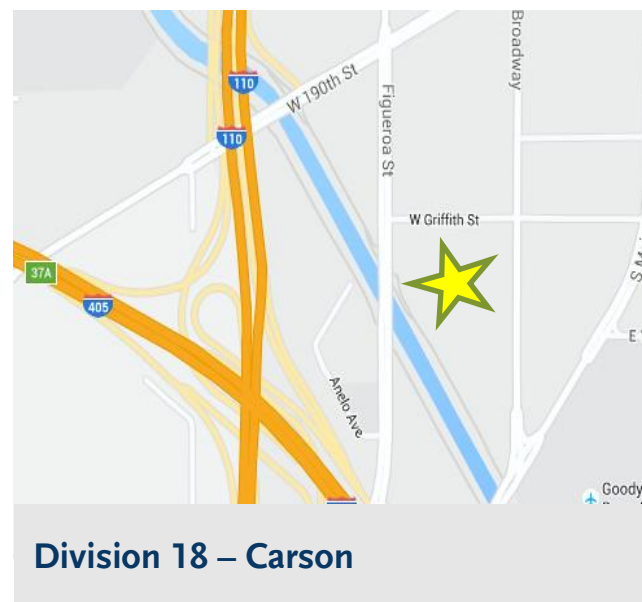 Broadway
110
W 190th St
110
Figueroa St
W Griffith St
S M
37A
405
E
Anelo Ave
Goody
Division 18 – Carson